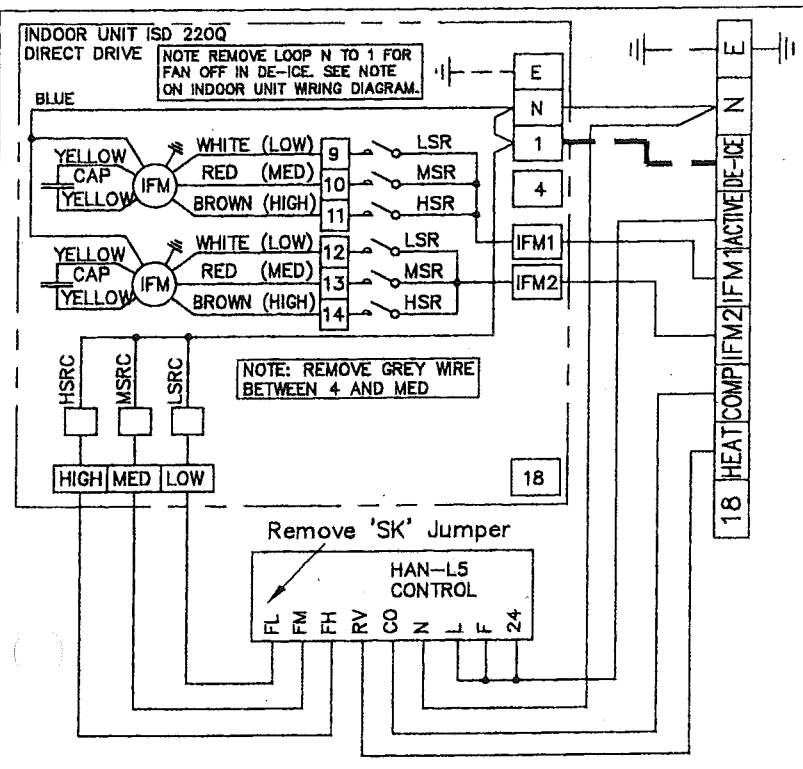 INDOOR UNIT ISD 220Q
DIRECT DRIVE
NOTE REMOVE LOOP N TO 1 FOR
FAN OFF IN DE-ICE. SEE NOTE
ON INDOOR UNIT WIRING DIAGRAM.
BLUE
YELLOW
CAP
YELLOW
IFM
WHITE (LOW)
RED (MED)
BROWN (HIGH)
9
10
11
LSR
MSR
HSR
YELLOW
CAP
YELLOW
IFM
WHITE (LOW)
RED (MED)
BROWN (HIGH)
12
13
14
LSR
MSR
HSR
E
N
1
4
IFM1
IFM2
18
E
N
DE-ICE
ACTIVE
IFM1
IFM2
COMP
HEAT
18
HSRC
MSRC
LSRC
NOTE: REMOVE GREY WIRE
BETWEEN 4 AND MED
HIGH
MED
LOW
Remove 'SK' Jumper
HAN-L5
CONTROL
FL
FM
FH
RV
CO
N
L
F
24